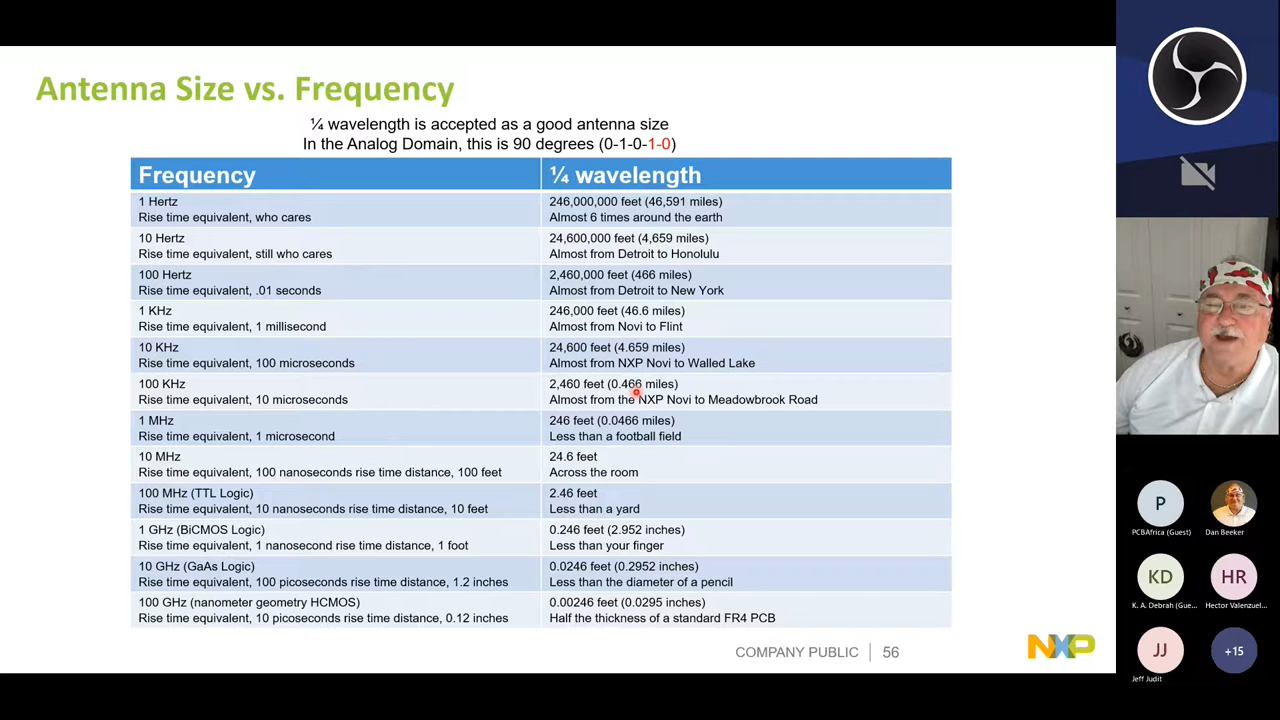 Antenna Size vs. Frequency
¼ wavelength is accepted as a good antenna size
In the Analog Domain, this is 90 degrees (0-1-0-1-0)
Frequency
¼ wavelength
1 Hertz
Rise time equivalent, who cares
246,000,000 feet (46,591 miles)
Almost 6 times around the earth
10 Hertz
Rise time equivalent, still who cares
24,600,000 feet (4,659 miles)
Almost from Detroit to Honolulu
100 Hertz
Rise time equivalent, .01 seconds
2,460,000 feet (466 miles)
Almost from Detroit to New York
1 KHz
Rise time equivalent, 1 millisecond
246,000 feet (46.6 miles)
Almost from Novi to Flint
10 KHz
Rise time equivalent, 100 microseconds
24,600 feet (4.659 miles)
Almost from NXP Novi to Walled Lake
100 KHz
Rise time equivalent, 10 microseconds
2,460 feet (0.466 miles)
Almost from the NXP Novi to Meadowbrook Road
1 MHz
Rise time equivalent, 1 microsecond
246 feet (0.0466 miles)
Less than a football field
10 MHz
Rise time equivalent, 100 nanoseconds rise time distance, 100 feet
24.6 feet
Across the room
100 MHz (TTL Logic)
Rise time equivalent, 10 nanoseconds rise time distance, 10 feet
2.46 feet
Less than a yard
1 GHz (BiCMOS Logic)
Rise time equivalent, 1 nanosecond rise time distance, 1 foot
0.246 feet (2.952 inches)
Less than your finger
10 GHz (GaAs Logic)
Rise time equivalent, 100 picoseconds rise time distance, 1.2 inches
0.0246 feet (0.2952 inches)
Less than the diameter of a pencil
100 GHz (nanometer geometry HCMOS)
Rise time equivalent, 10 picoseconds rise time distance, 0.12 inches
0.00246 feet (0.0295 inches)
Half the thickness of a standard FR4 PCB
COMPANY PUBLIC
56
NXP
P
PCBAfrica (Guest)
Dan Beeker
KD
K. A. Debrah (Gue...
HR
Hector Valenzuel...
JJ
Jeff Judit
+15